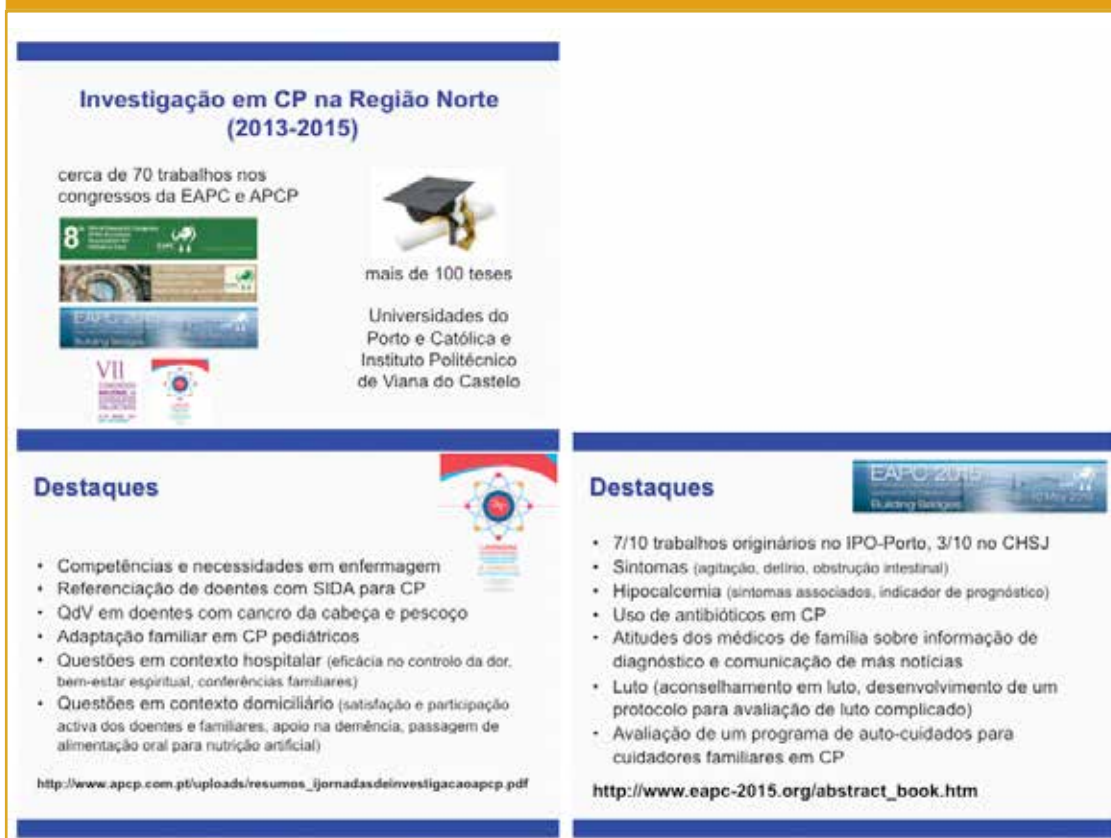 Investigação em CP na Região Norte
(2013-2015)
cerca de 70 trabalhos nos
congressos da EAPC e APCP
8
EAPC
EAPC 2015
Building Bridges
VII
mais de 100 teses
Universidades do
Porto e Católica e
Instituto Politécnico
de Viana do Castelo
Destaques
• Competências e necessidades em enfermagem
• Referenciação de doentes com SIDA para CP
• QdV em doentes com cancro da cabeça e pescoço
• Adaptação familiar em CP pediátricos
• Questões em contexto hospitalar (eficácia no controlo da dor,
bem-estar espiritual, conferências familiares)
• Questões em contexto domiciliário (satisfação e participação
activa dos doentes e familiares, apoio na demência, passagem de
alimentação oral para nutrição artificial)
http://www.apcp.com.pt/uploads/resumos_ijornadasdeinvestigacaoapcp.pdf
Destaques
EAPC 2015
Building Bridges
• 7/10 trabalhos originários no IPO-Porto, 3/10 no CHSJ
• Sintomas (agitação, delírio, obstrução intestinal)
• Hipocalcemia (sintomas associados, indicador de prognóstico)
• Uso de antibióticos em CP
• Atitudes dos médicos de família sobre informação de
diagnóstico e comunicação de más notícias
• Luto (aconselhamento em luto, desenvolvimento de um
protocolo para avaliação de luto complicado)
• Avaliação de um programa de auto-cuidados para
cuidadores familiares em CP
http://www.eapc-2015.org/abstract_book.htm